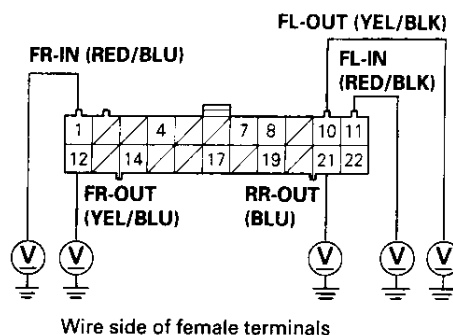 FL-OUT (YEL/BLK)
FR-IN (RED/BLU)
FL-IN
(RED/BLK)
1 4 7 8 10 11
12 14 17 19 21 22
FR-OUT
(YEL/BLU)
RR-OUT
(BLU)
V V V V V
Wire side of female terminals